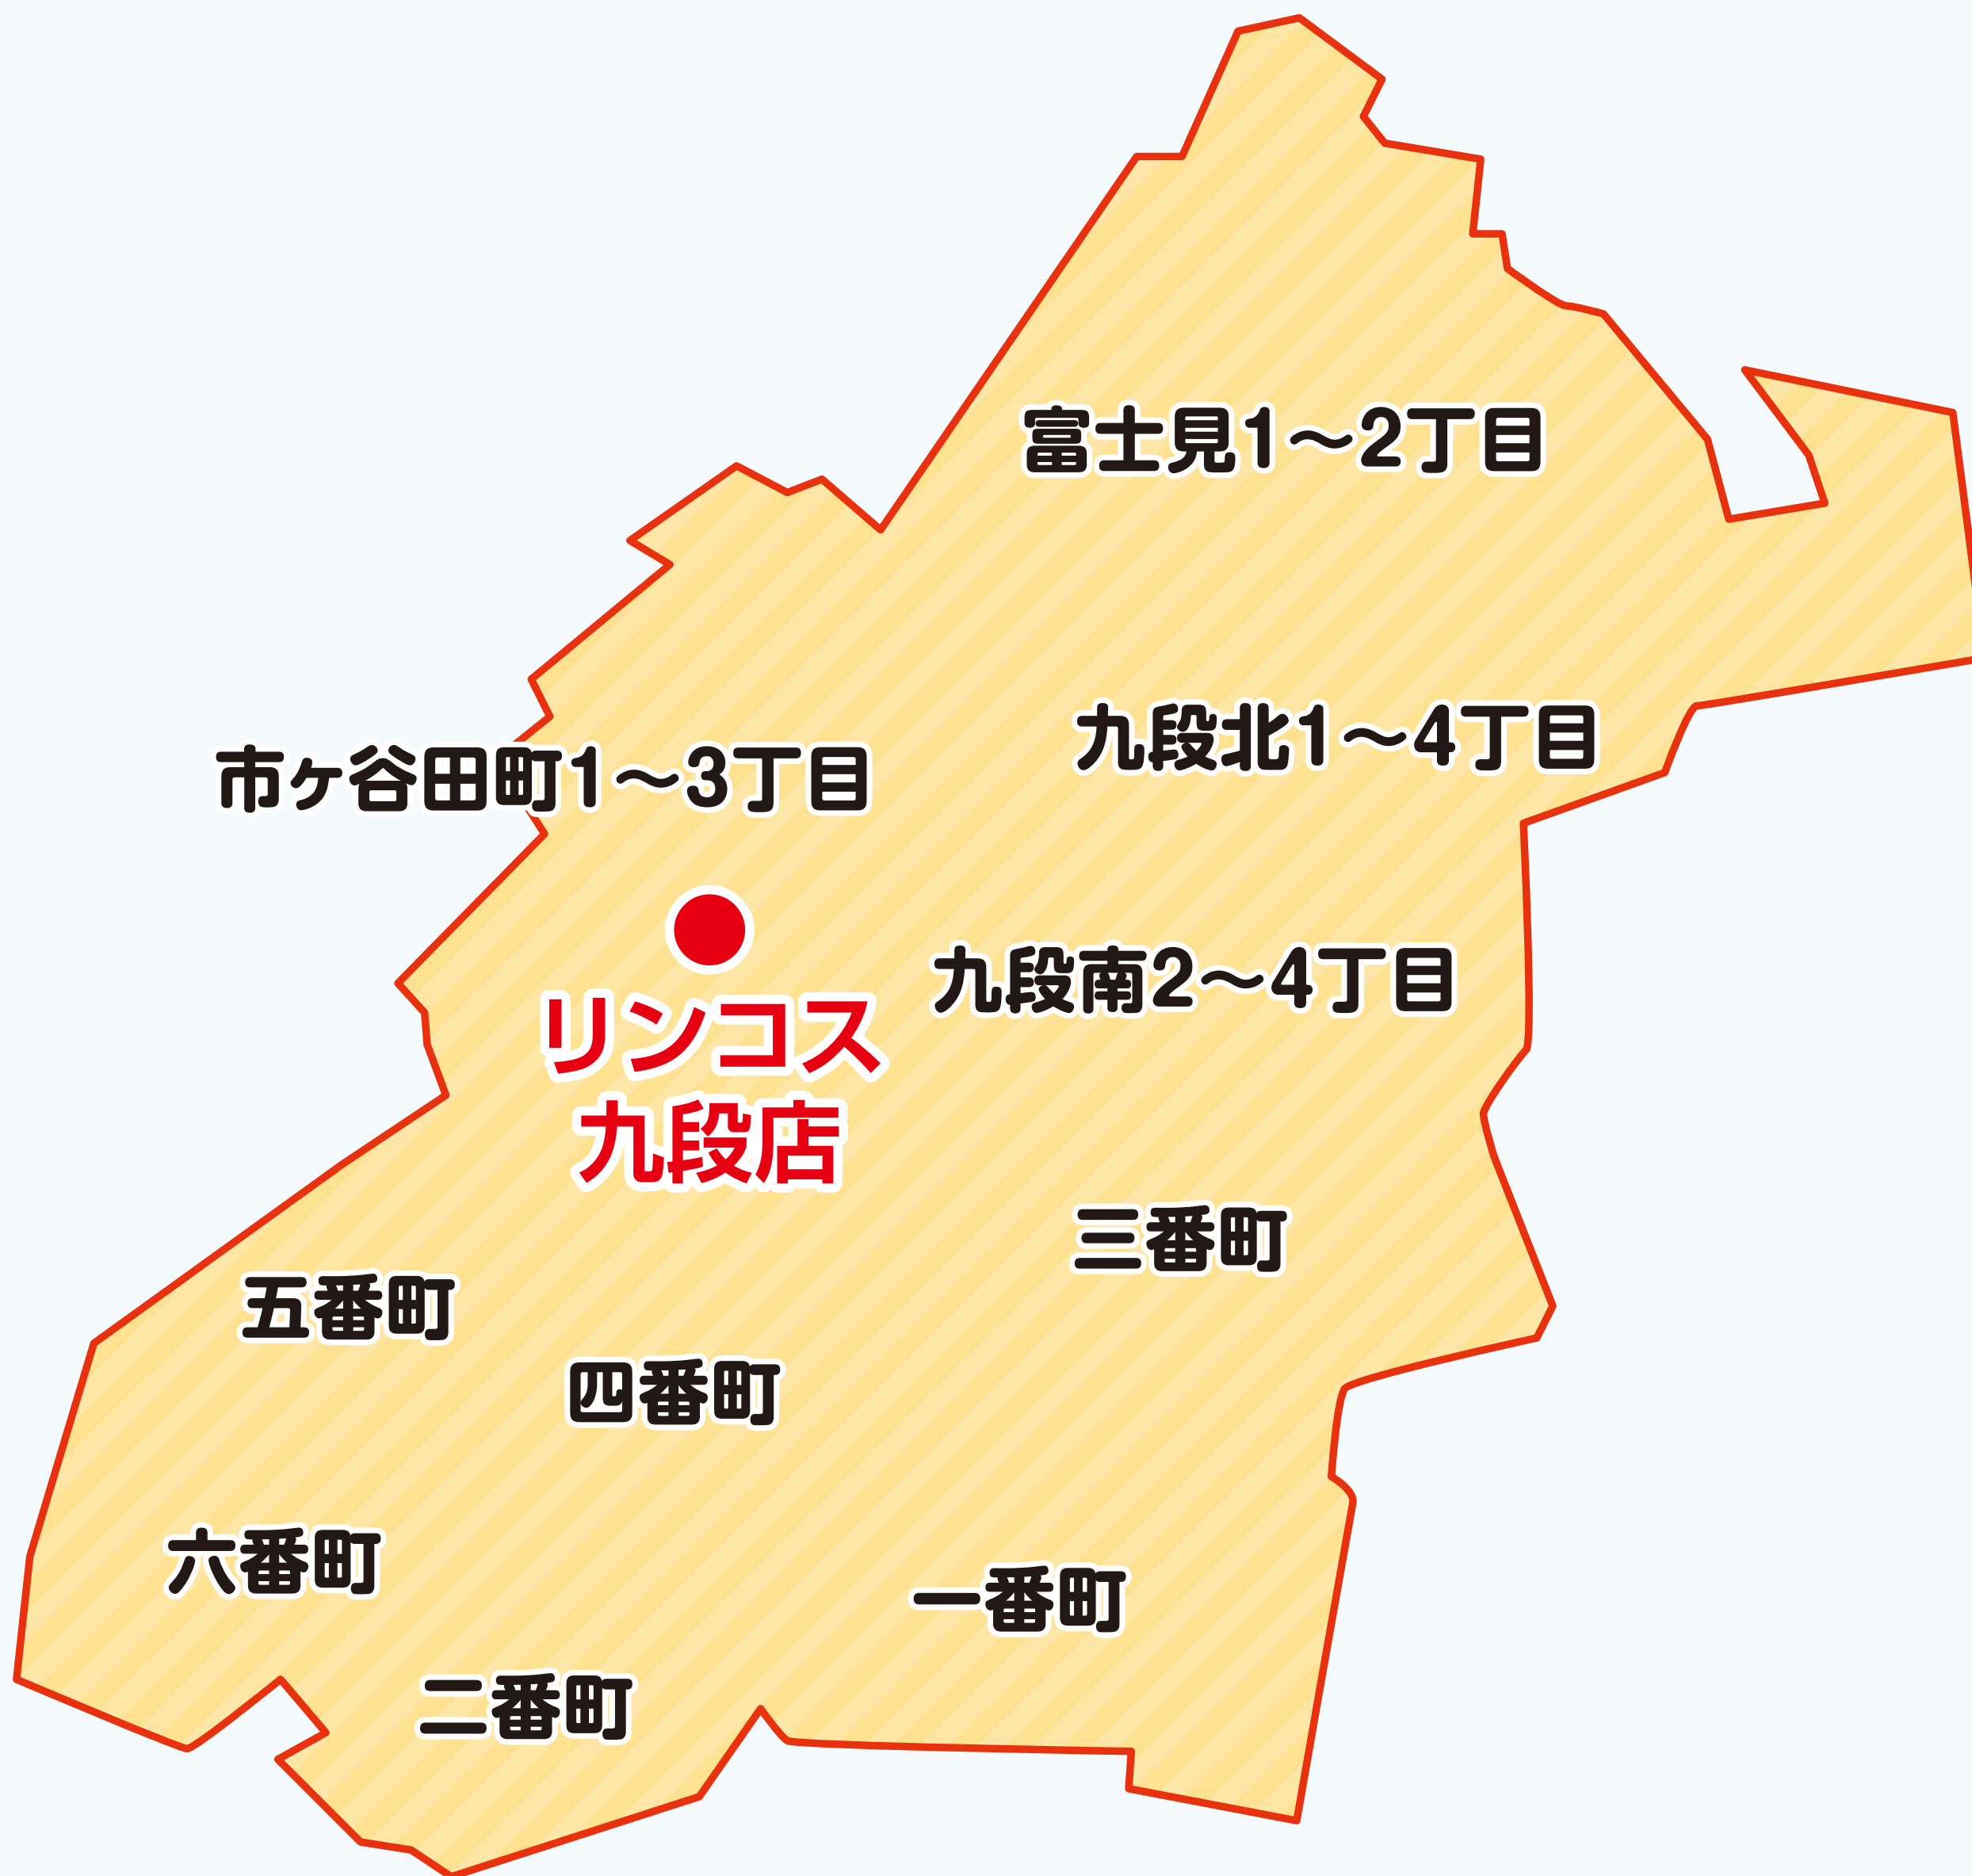 富士見1〜2丁目
九段北1〜4丁目
市ヶ谷田町1〜3丁目
九段南2〜4丁目
リンコス
九段店
三番町
五番町
四番町
六番町
一番町
二番町